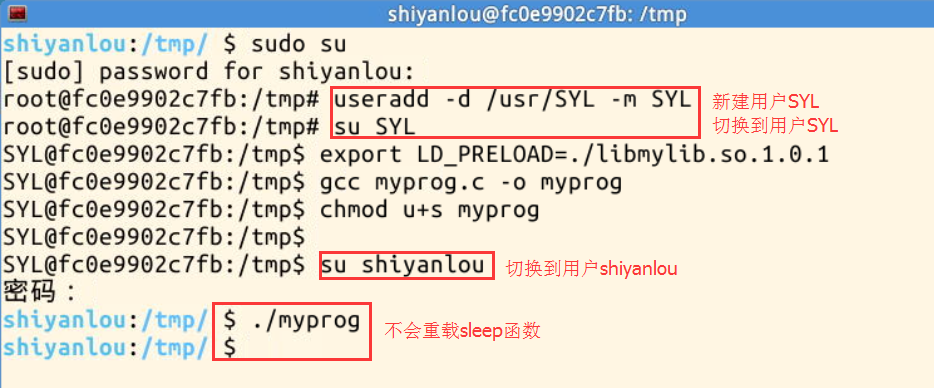 shiyanlou@fc0e9902c7fb: /tmp
shiyanlou:/tmp/ $ sudo su
[sudo] password for shiyanlou:
root@fc0e9902c7fb:/tmp# useradd -d /usr/SYL -m SYL 新建用户SYL
root@fc0e9902c7fb:/tmp# su SYL 切换到用户SYL
SYL@fc0e9902c7fb:/tmp$ export LD_PRELOAD=./libmylib.so.1.0.1
SYL@fc0e9902c7fb:/tmp$ gcc myprog.c -o myprog
SYL@fc0e9902c7fb:/tmp$ chmod u+s myprog
SYL@fc0e9902c7fb:/tmp$
SYL@fc0e9902c7fb:/tmp$ su shiyanlou 切换到用户shiyanlou
密码：
shiyanlou:/tmp/ $ ./myprog 不会重载sleep函数
shiyanlou:/tmp/ $